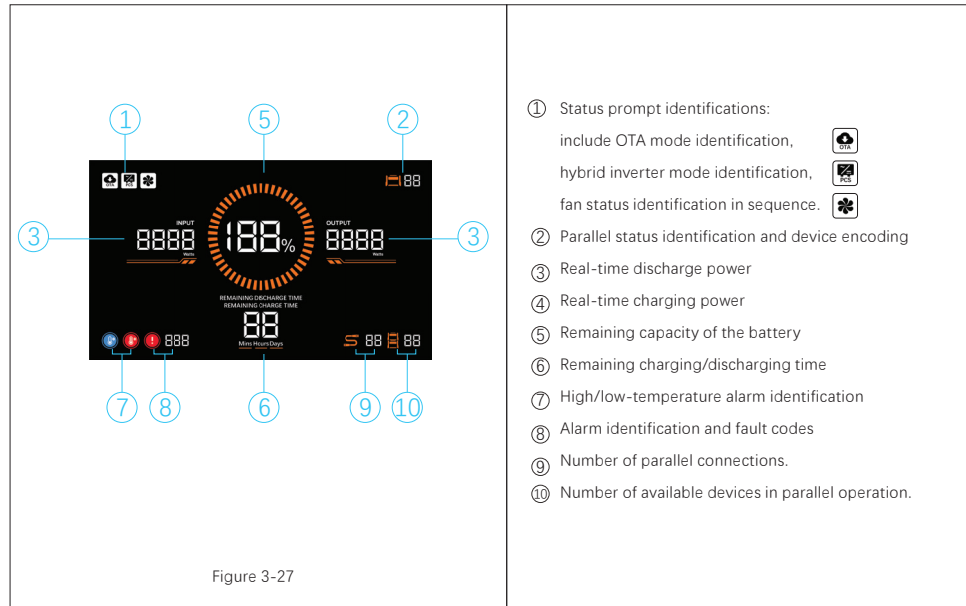 ① ⑤ ②
OTA PCS 88
③ INPUT 8888 Watts 188% OUTPUT 8888 Watts ③
REMAINING DISCHARGE TIME
REMAINING CHARGE TIME
88
Mins Hours Days
888 88 88
⑦ ⑧ ⑥ ⑨ ⑩
Figure 3-27
① Status prompt identifications:
include OTA mode identification, OTA
hybrid inverter mode identification, PCS
fan status identification in sequence.
② Parallel status identification and device encoding
③ Real-time discharge power
④ Real-time charging power
⑤ Remaining capacity of the battery
⑥ Remaining charging/discharging time
⑦ High/low-temperature alarm identification
⑧ Alarm identification and fault codes
⑨ Number of parallel connections.
⑩ Number of available devices in parallel operation.